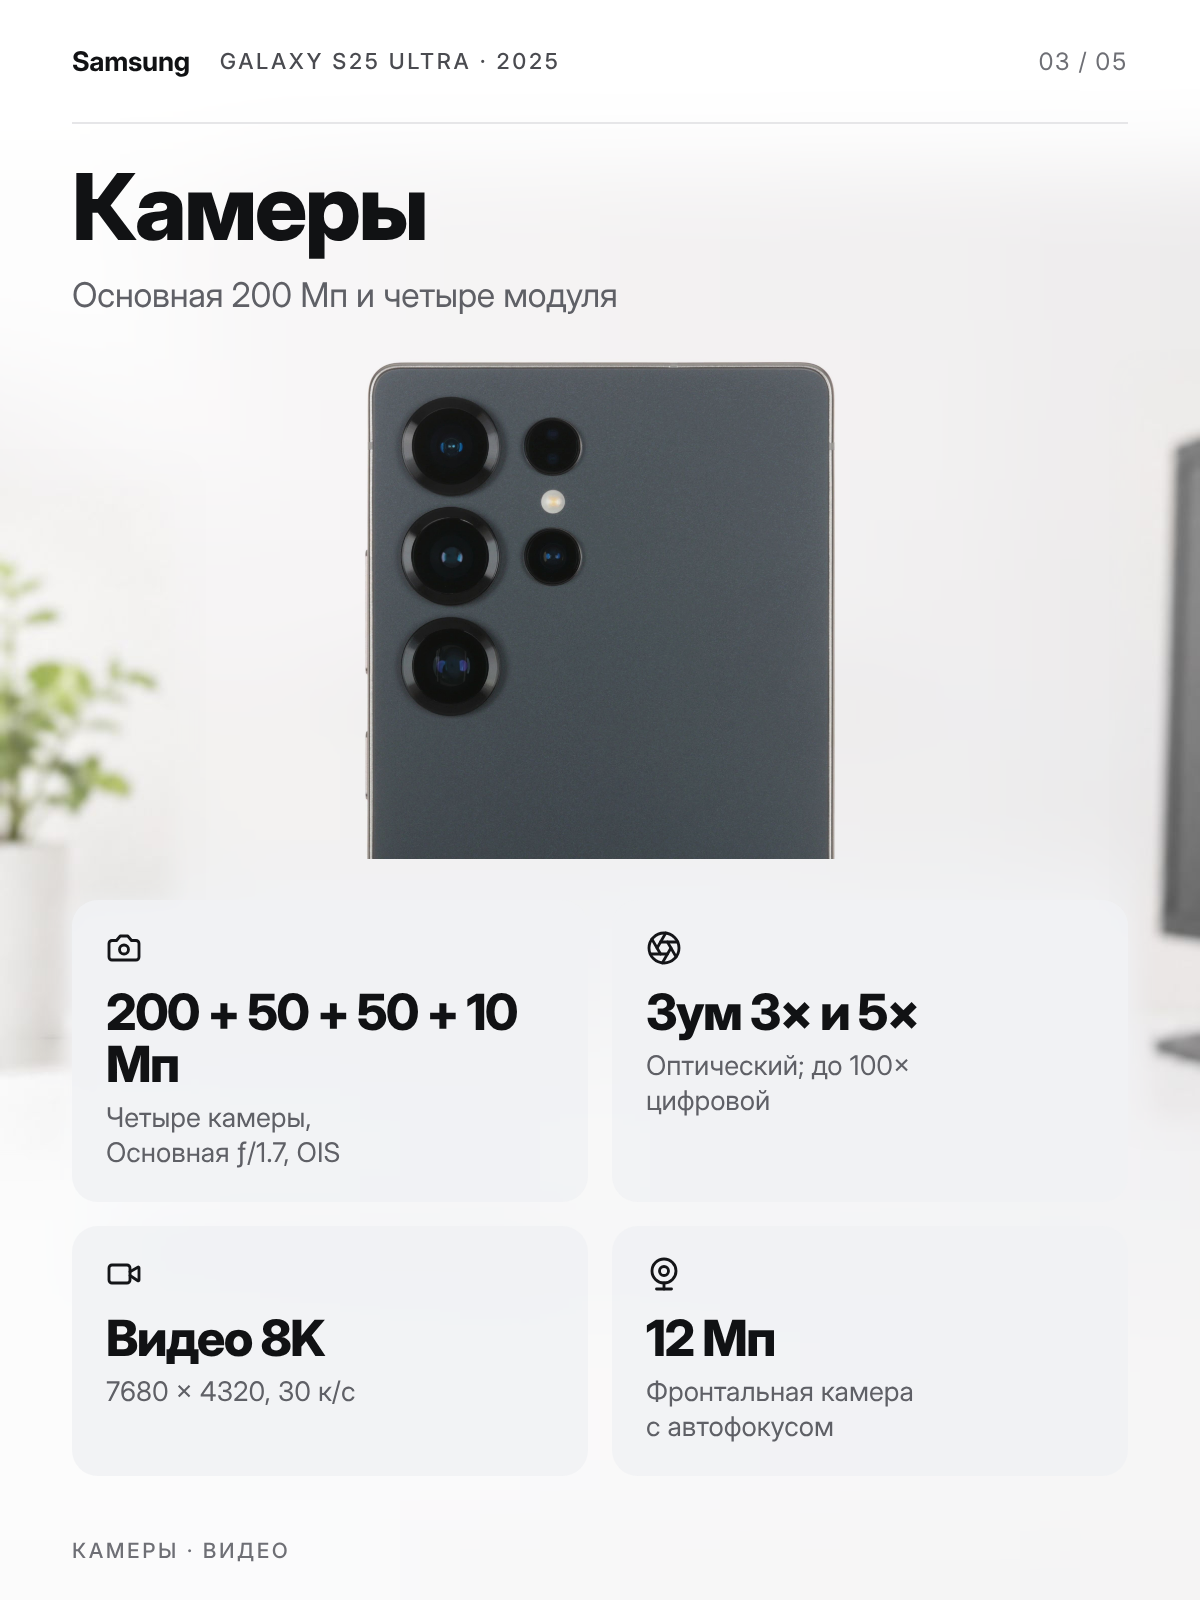 Samsung GALAXY S25 ULTRA · 2025 03 / 05
Камеры
Основная 200 Мп и четыре модуля
200 + 50 + 50 + 10
Мп
Четыре камеры,
Основная ƒ/1.7, OIS
Зум 3× и 5×
Оптический; до 100×
цифровой
Видео 8K
7680 × 4320, 30 к/с
12 Мп
Фронтальная камера
с автофокусом
КАМЕРЫ · ВИДЕО